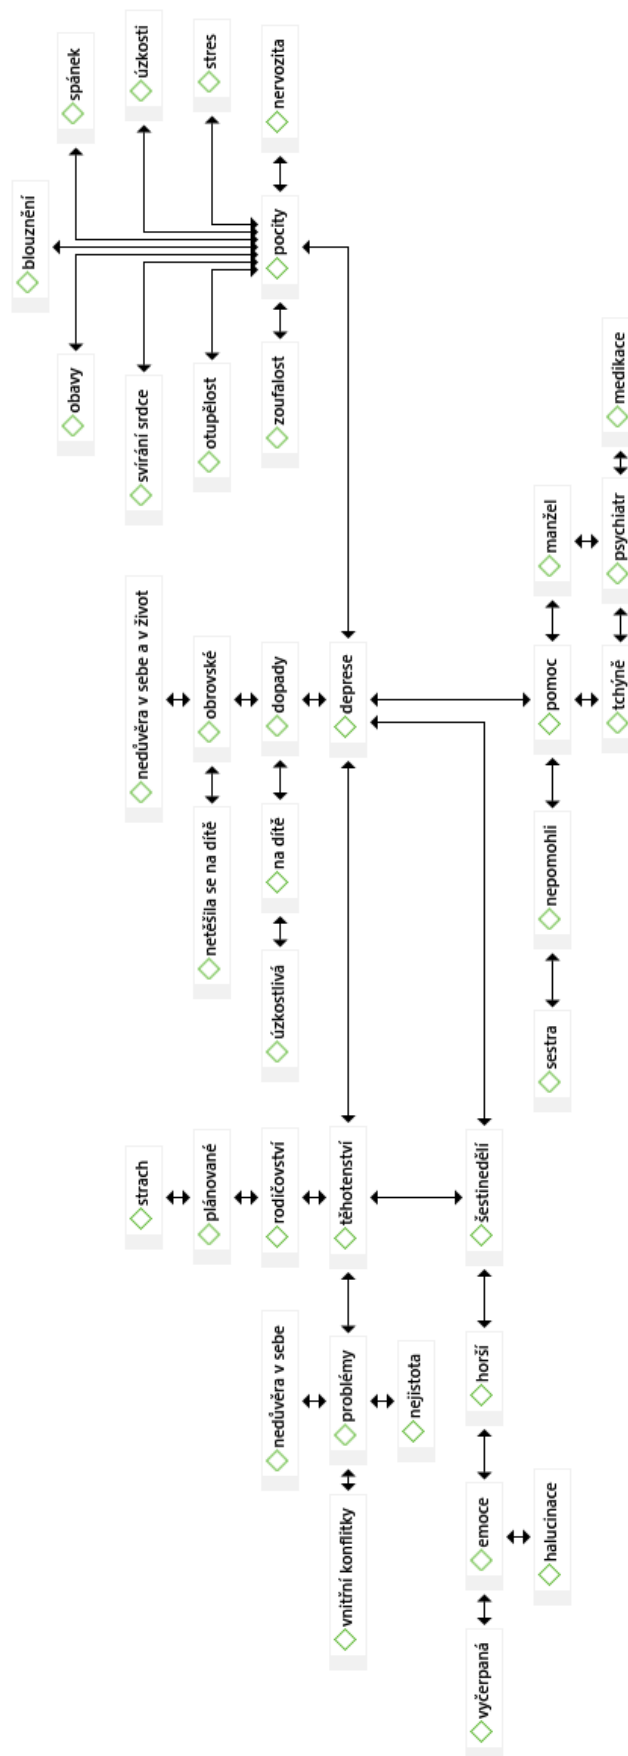 blouznění
obavy
spánek
strach
nedůvěra v sebe a v život
svírání srdce
úzkosti
plánované
netěšila se na dítě
obrovské
otupělost
stres
nedůvěra v sebe
rodičovství
úzkostlivá
na dítě
dopady
zoufalost
pocity
nervozita
vnitřní konflitky
problémy
těhotenství
deprese
nejistota
vyčerpaná
emoce
horší
šestinedělí
halucinace
sestra
nepomohli
pomoc
manžel
tchýně
psychiatr
medikace